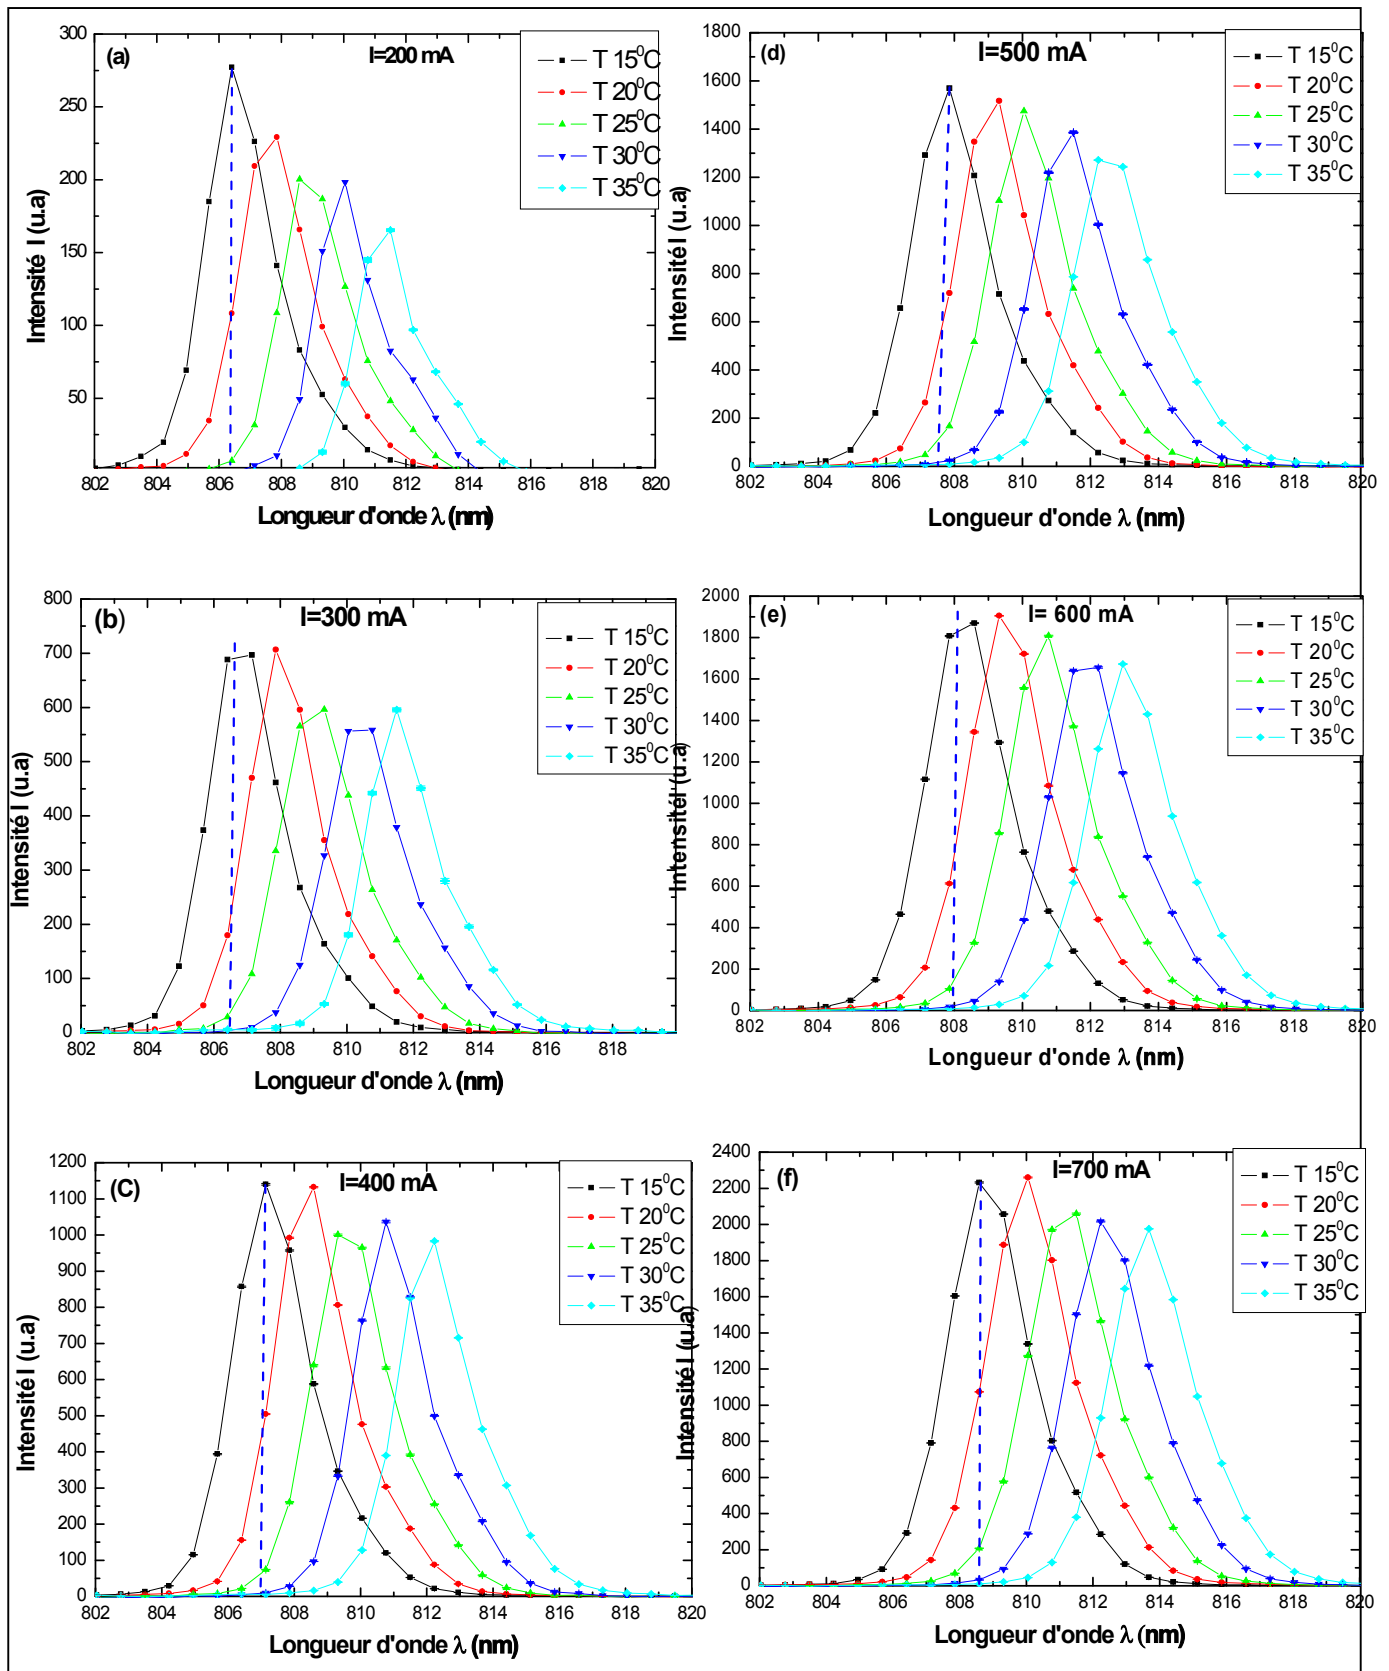 (a)
I=200 mA
T 15⁰C
T 20⁰C
T 25⁰C
T 30⁰C
T 35⁰C
300
250
200
150
100
50
Intensité I (u.a)
802 804 806 808 810 812 814 816 818 820
Longueur d'onde λ (nm)
(b)
I=300 mA
T 15⁰C
T 20⁰C
T 25⁰C
T 30⁰C
T 35⁰C
800
700
600
500
400
300
200
100
0
Intensité I (u.a)
802 804 806 808 810 812 814 816 818
Longueur d'onde λ (nm)
(C)
I=400 mA
T 15⁰C
T 20⁰C
T 25⁰C
T 30⁰C
T 35⁰C
1200
1100
1000
900
800
700
600
500
400
300
200
100
0
Intensité I (u.a)
802 804 806 808 810 812 814 816 818 820
Longueur d'onde λ (nm)
(d)
I=500 mA
T 15⁰C
T 20⁰C
T 25⁰C
T 30⁰C
T 35⁰C
1800
1600
1400
1200
1000
800
600
400
200
0
Intensité I (u.a)
802 804 806 808 810 812 814 816 818 820
Longueur d'onde λ (nm)
(e)
I= 600 mA
T 15⁰C
T 20⁰C
T 25⁰C
T 30⁰C
T 35⁰C
2000
1800
1600
1400
1200
1000
800
600
400
200
0
Intensité I (u.a)
802 804 806 808 810 812 814 816 818 820
Longueur d'onde λ (nm)
(f)
I=700 mA
T 15⁰C
T 20⁰C
T 25⁰C
T 30⁰C
T 35⁰C
2400
2200
2000
1800
1600
1400
1200
1000
800
600
400
200
0
Intensité I (u.a)
802 804 806 808 810 812 814 816 818 820
Longueur d'onde λ (nm)